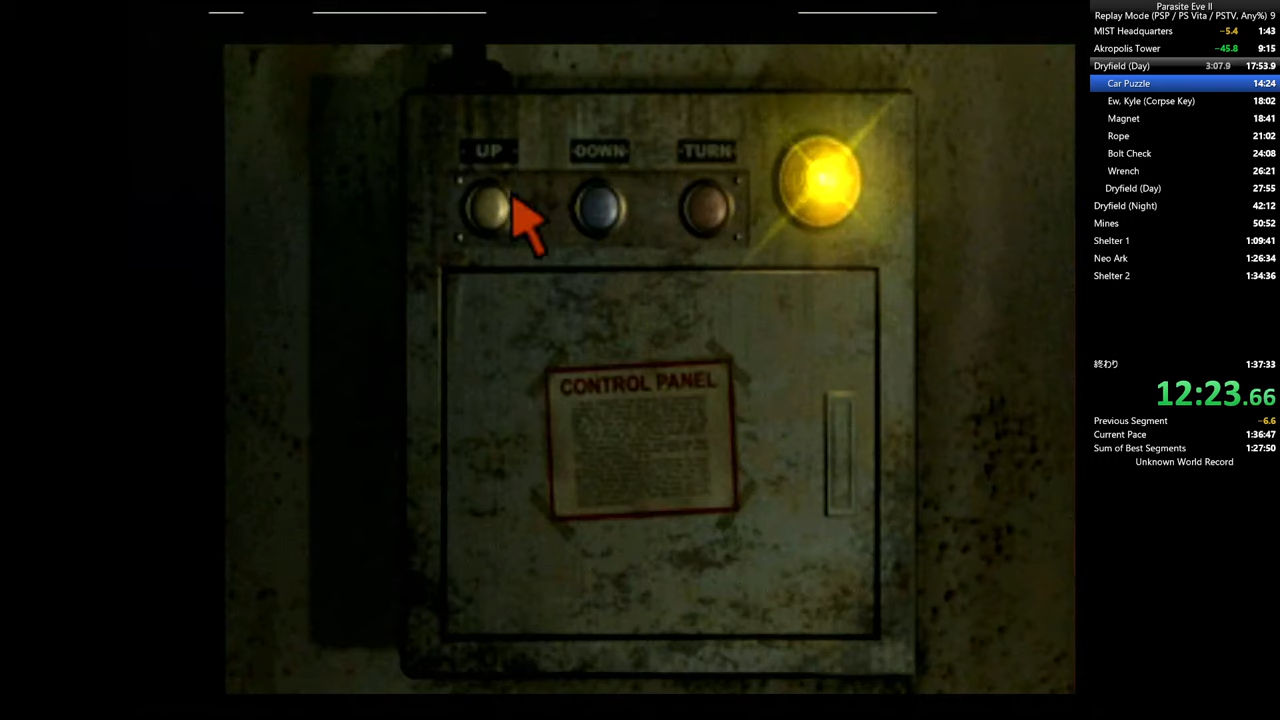 UP
DOWN
TURN
CONTROL PANEL
Parasite Eve II
Replay Mode (PSP / PS Vita / PSTV, Any%) 9
MIST Headquarters −5.4 1:43
Akropolis Tower −45.8 9:15
Dryfield (Day) 3:07.9 17:53.9
Car Puzzle 14:24
Ew, Kyle (Corpse Key) 18:02
Magnet 18:41
Rope 21:02
Bolt Check 24:08
Wrench 26:21
Dryfield (Day) 27:55
Dryfield (Night) 42:12
Mines 50:52
Shelter 1 1:09:41
Neo Ark 1:26:34
Shelter 2 1:34:36
終わり 1:37:33
12:23.66
Previous Segment −6.6
Current Pace 1:36:47
Sum of Best Segments 1:27:50
Unknown World Record